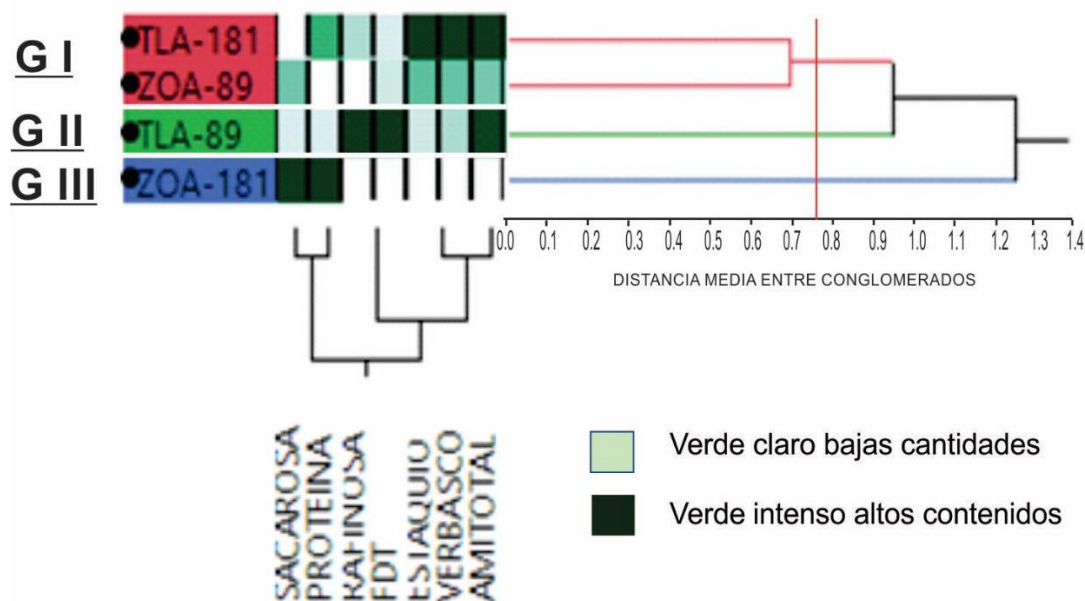 G I
TLA-181
ZOA-89
G II
TLA-89
G III
ZOA-181
0.0 0.1 0.2 0.3 0.4 0.5 0.6 0.7 0.8 0.9 1.0 1.1 1.2 1.3 1.4
DISTANCIA MEDIA ENTRE CONGLOMERADOS
SACAROSA
PROTEINA
RAFINOSA
FDT
ESTAQUIO
VERBASCO
AMITOTAL
Verde claro bajas cantidades
Verde intenso altos contenidos